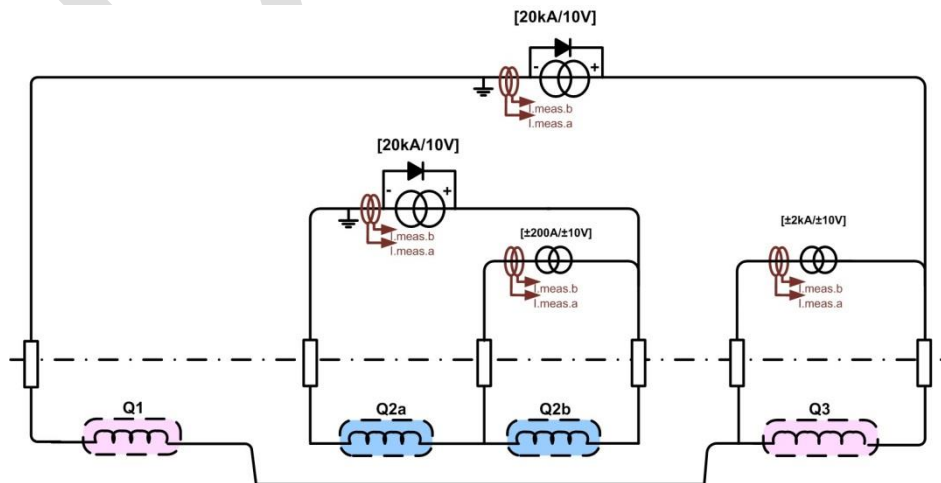 [20kA/10V]
- +
I.meas.b
I.meas.a
[20kA/10V]
- +
I.meas.b
I.meas.a
[±200A/±10V]
I.meas.b
I.meas.a
[±2kA/±10V]
I.meas.b
I.meas.a
Q1
Q2a
Q2b
Q3